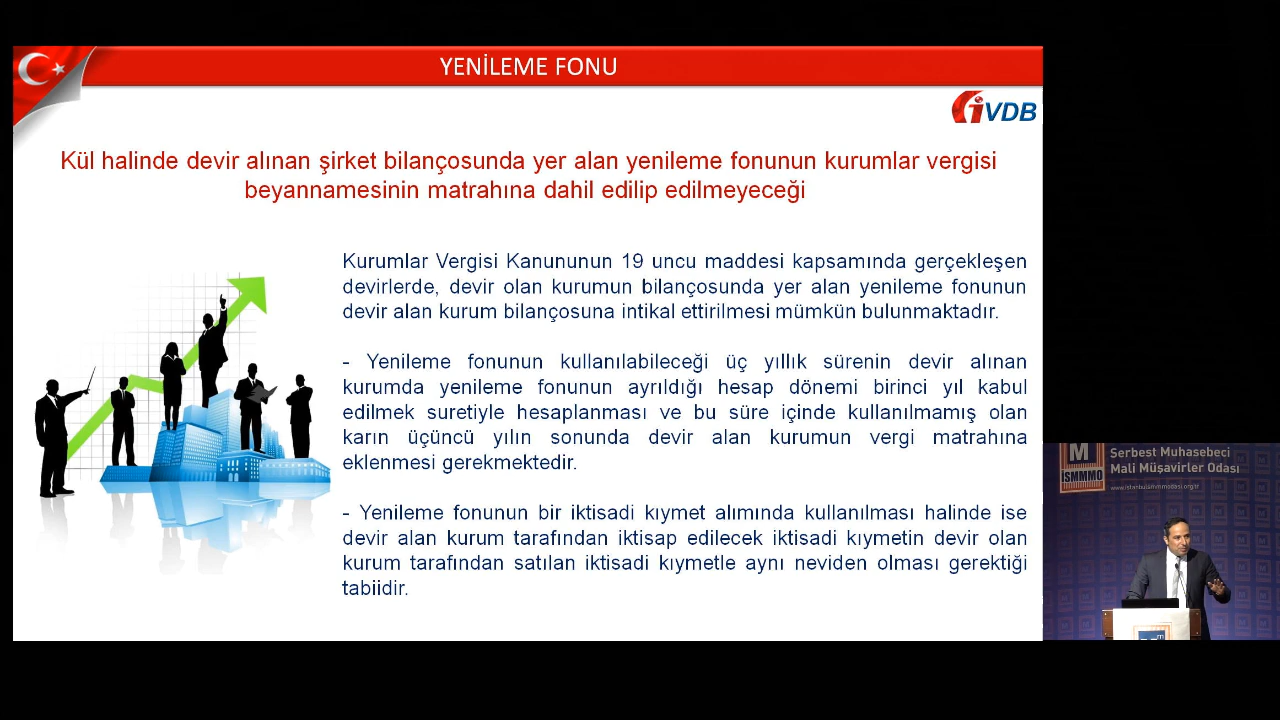 YENİLEME FONU
iVDB
Kül halinde devir alınan şirket bilançosunda yer alan yenileme fonunun kurumlar vergisi
beyannamesinin matrahına dahil edilip edilmeyeceği
Kurumlar Vergisi Kanununun 19 uncu maddesi kapsamında gerçekleşen
devirlerde, devir olan kurumun bilançosunda yer alan yenileme fonunun
devir alan kurum bilançosuna intikal ettirilmesi mümkün bulunmaktadır.
- Yenileme fonunun kullanılabileceği üç yıllık sürenin devir alınan
kurumda yenileme fonunun ayrıldığı hesap dönemi birinci yıl kabul
edilmek suretiyle hesaplanması ve bu süre içinde kullanılmamış olan
karın üçüncü yılın sonunda devir alan kurumun vergi matrahına
eklenmesi gerekmektedir.
- Yenileme fonunun bir iktisadi kıymet alımında kullanılması halinde ise
devir alan kurum tarafından iktisap edilecek iktisadi kıymetin devir olan
kurum tarafından satılan iktisadi kıymetle aynı neviden olması gerektiği
tabiidir.
M
İSMMMO
Serbest Muhasebeci
Mali Müşavirler Odası
www.istanbulsmmmodasi.org.tr